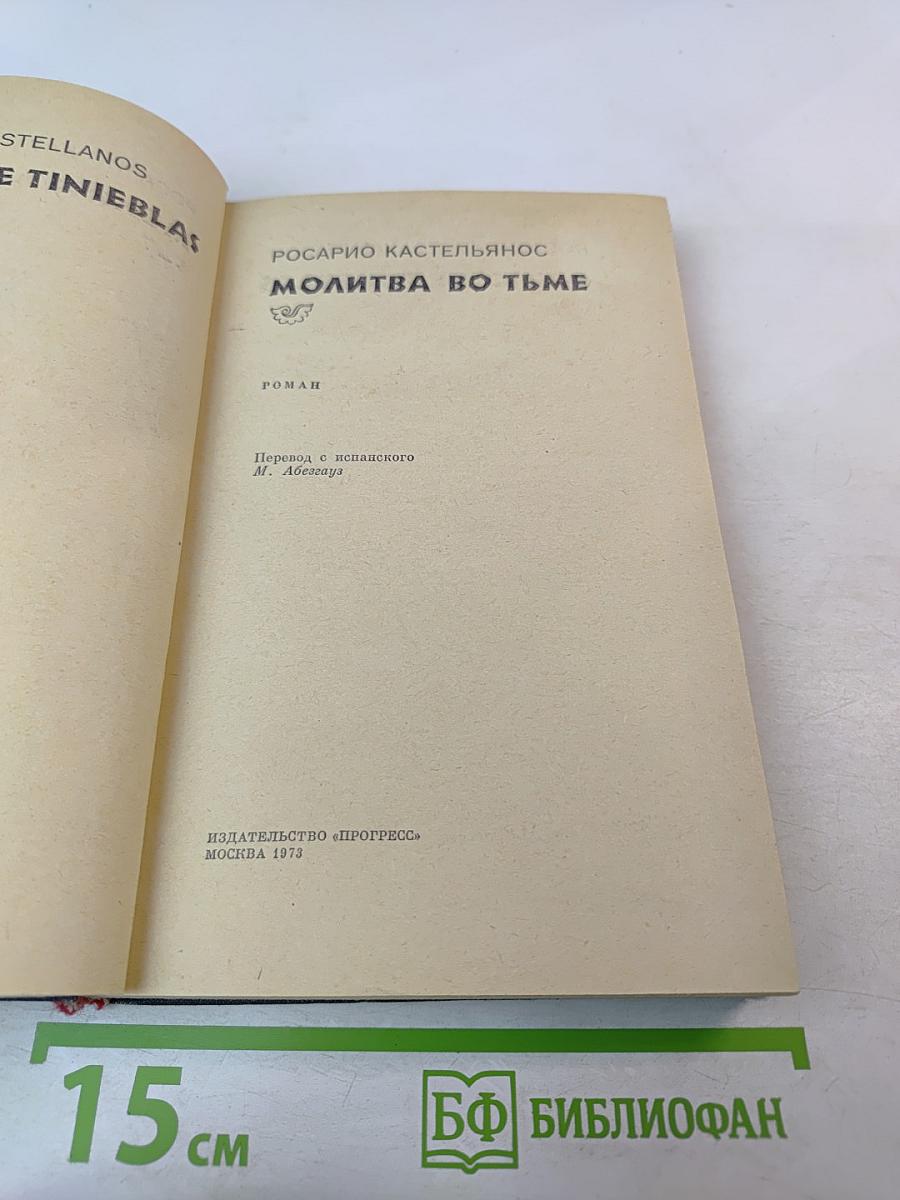 STELLANOS
E TINIEBLAS
РОСАРИО КАСТЕЛЬЯНОС
МОЛИТВА ВО ТЬМЕ
РОМАН
Перевод с испанского
М. Абезгауз
ИЗДАТЕЛЬСТВО «ПРОГРЕСС»
МОСКВА 1973
15 см
БФ БИБЛИОФАН